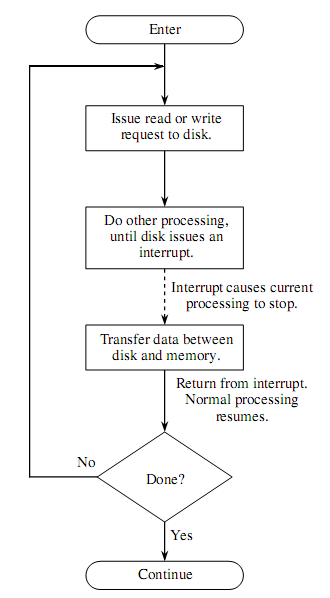 Enter
Issue read or write
request to disk.
Do other processing,
until disk issues an
interrupt.
Interrupt causes current
processing to stop.
Transfer data between
disk and memory.
Return from interrupt.
Normal processing
resumes.
No
Done?
Yes
Continue